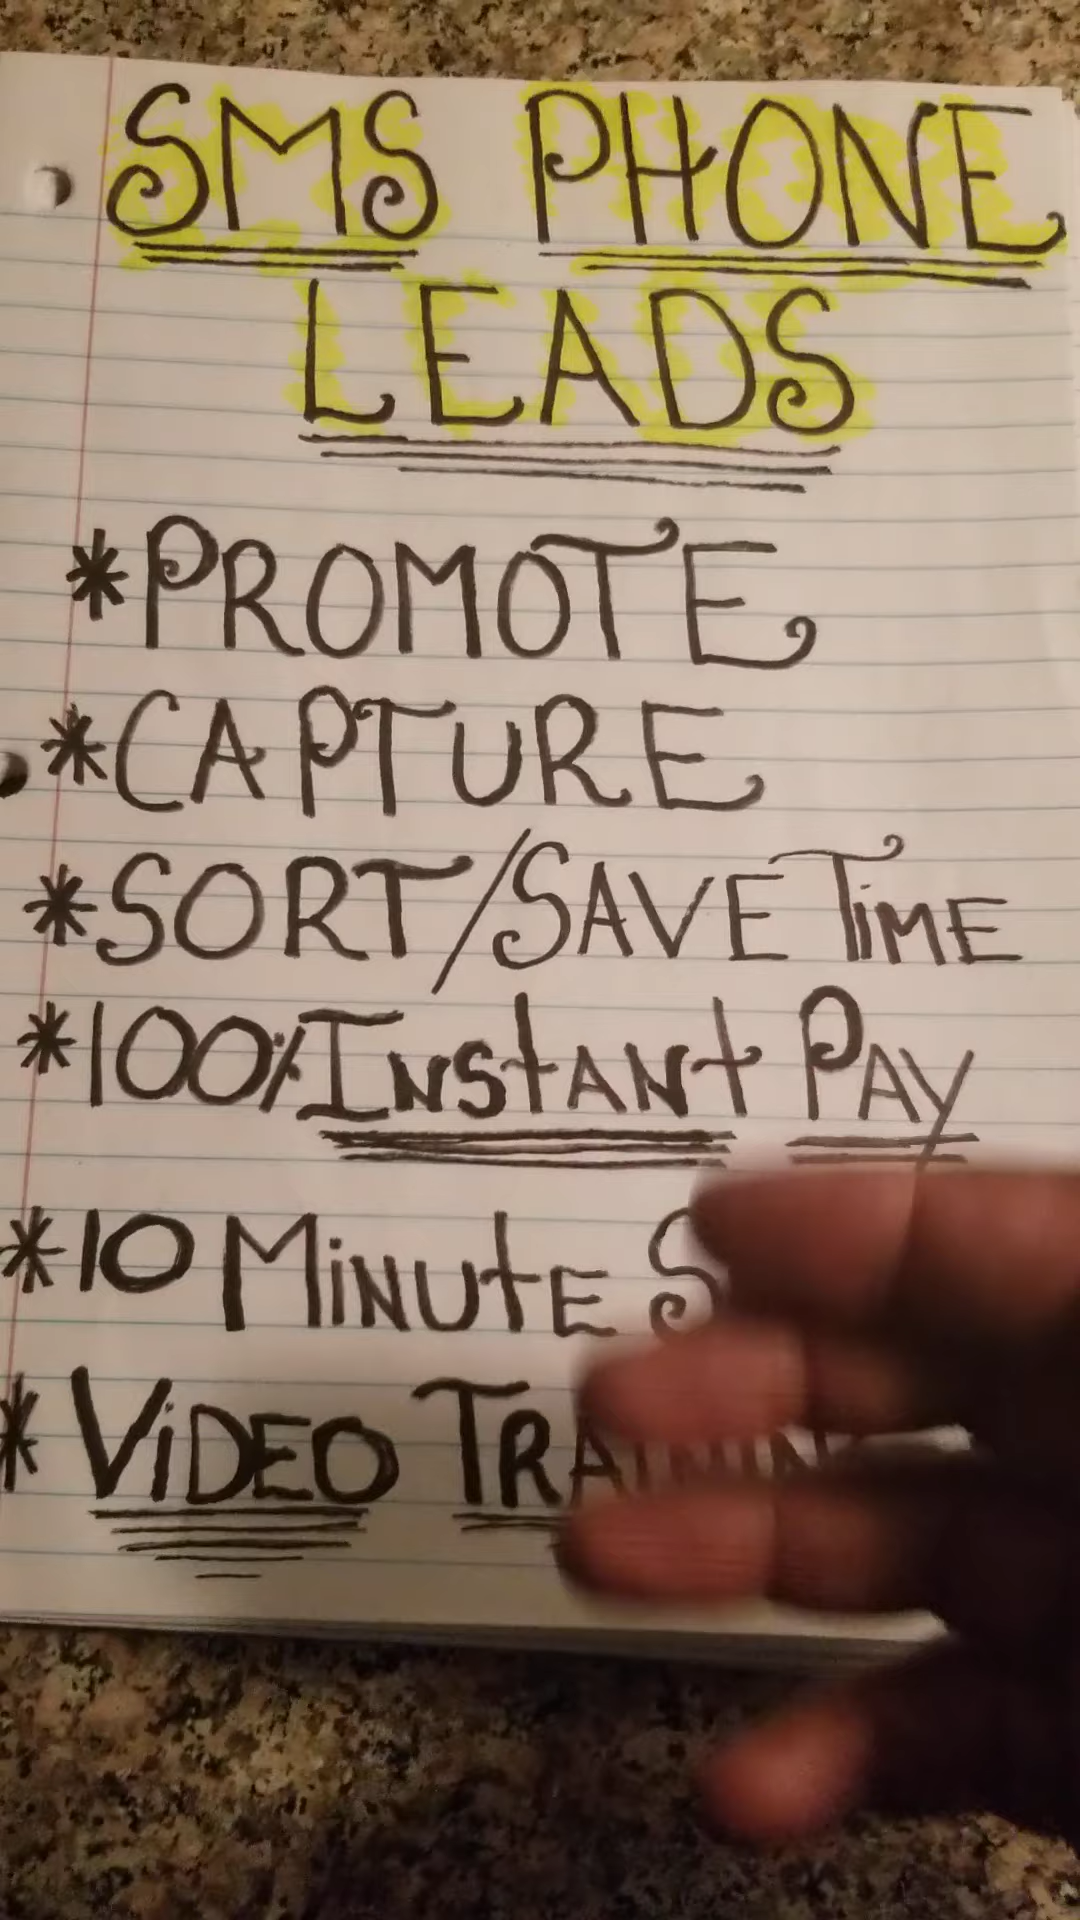 SMS PHONE
LEADS
*PROMOTE
*CAPTURE
*SORT/SAVE TiME
*100% INStANt PAY
*10 MiNUtE
*ViDEO